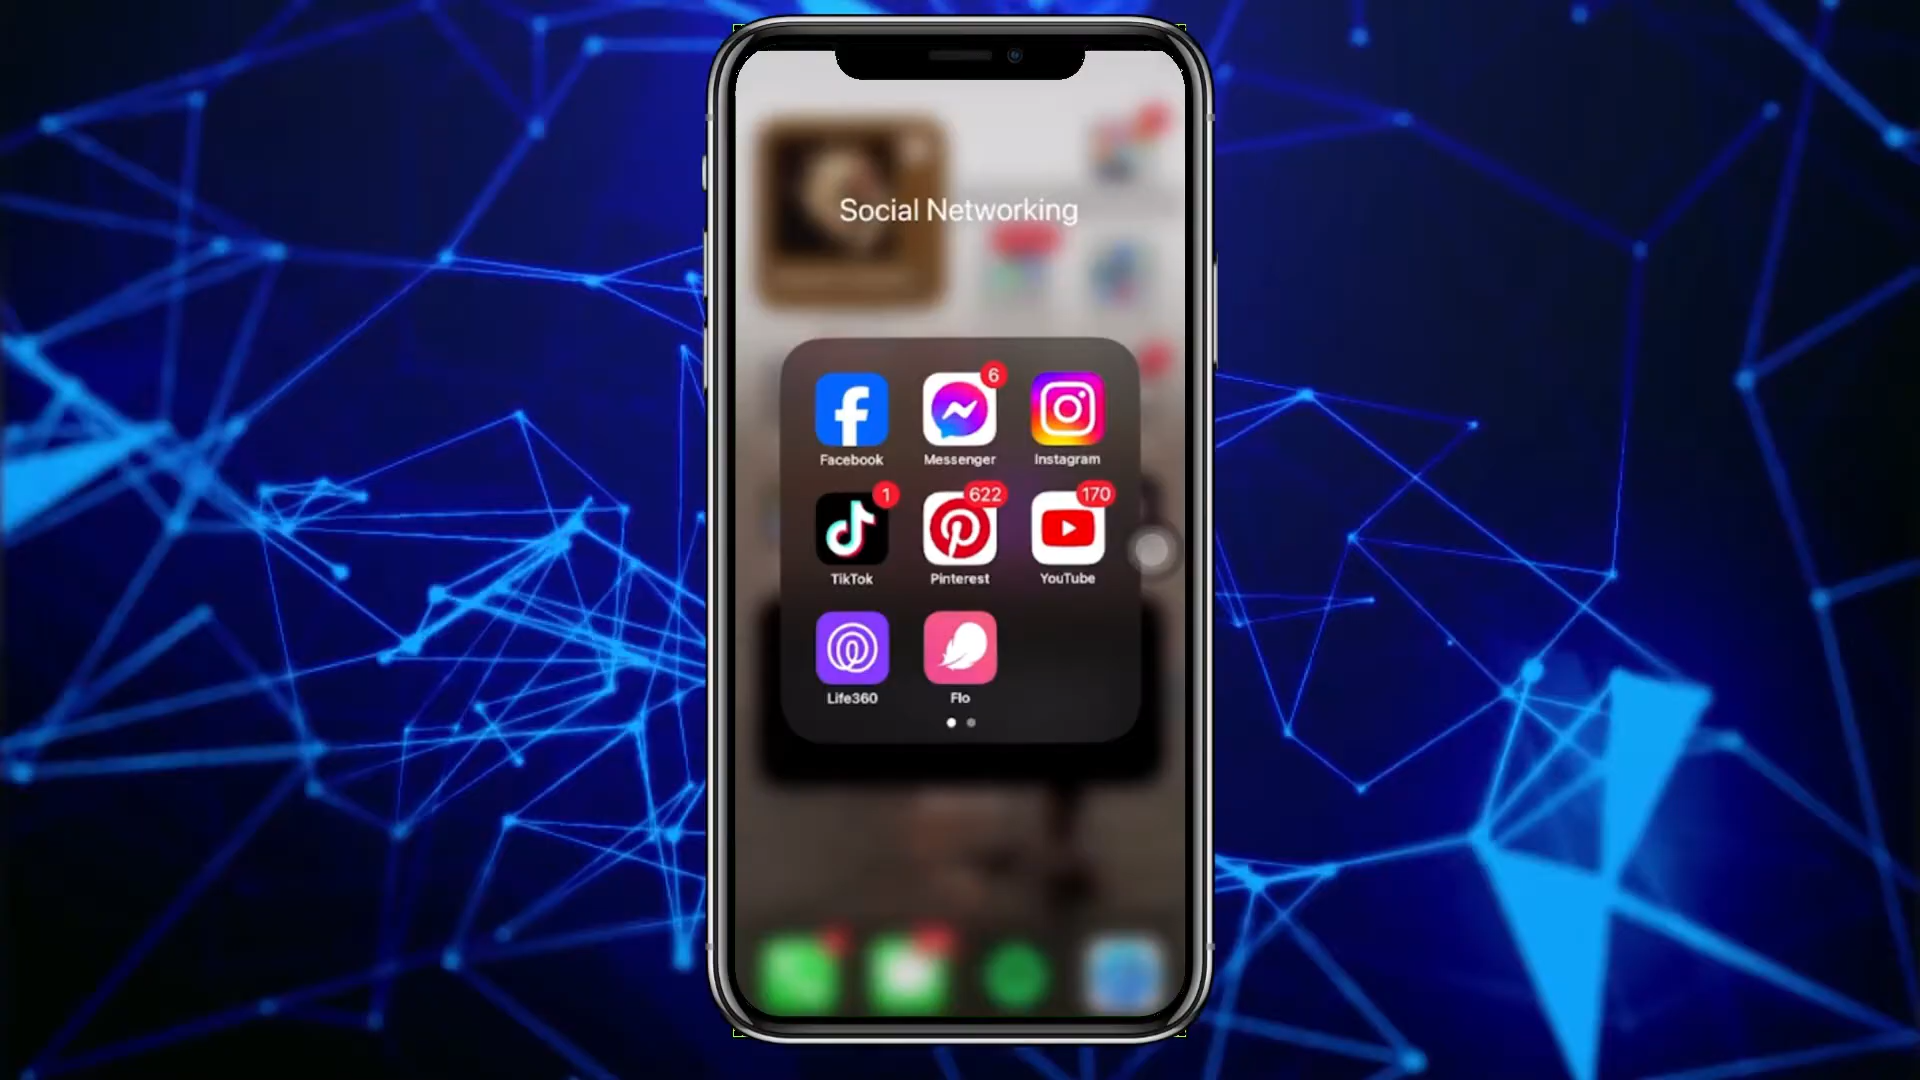 Social Networking
6
Facebook Messenger Instagram
1 622 170
TikTok Pinterest YouTube
Life360 Flo